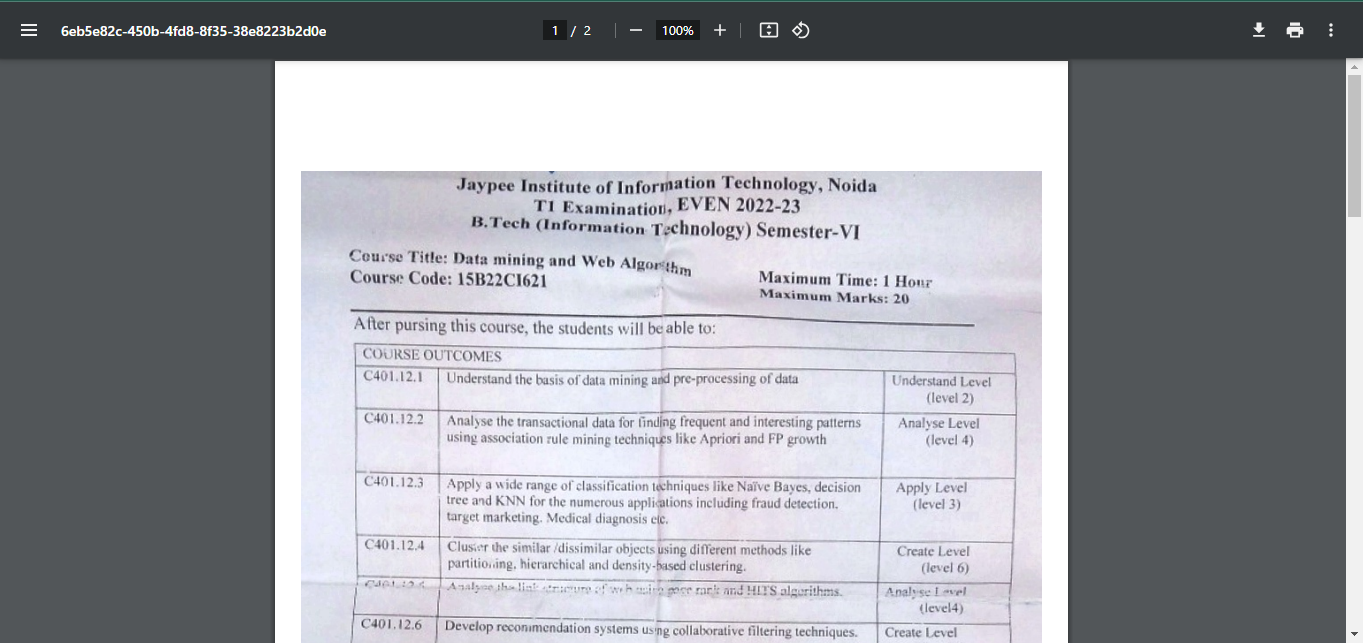 6eb5e82c-450b-4fd8-8f35-38e8223b2d0e
1 / 2
100%
Jaypee Institute of Information Technology, Noida
T1 Examination, EVEN 2022-23
B.Tech (Information Technology) Semester-VI
Course Title: Data mining and Web Algorithm
Course Code: 15B22CI621
Maximum Time: 1 Hour
Maximum Marks: 20
After pursing this course, the students will be able to:
COURSE OUTCOMES
C401.12.1
Understand the basis of data mining and pre-processing of data
Understand Level
(level 2)
C401.12.2
Analyse the transactional data for finding frequent and interesting patterns
using association rule mining techniques like Apriori and FP growth
Analyse Level
(level 4)
C401.12.3
Apply a wide range of classification techniques like Naïve Bayes, decision
tree and KNN for the numerous applications including fraud detection,
target marketing. Medical diagnosis etc.
Apply Level
(level 3)
C401.12.4
Cluster the similar /dissimilar objects using different methods like
partitioning, hierarchical and density-based clustering.
Create Level
(level 6)
C401.12.5
Analyse the link structure of web using page rank and HITS algorithms.
Analyse Level
(level4)
C401.12.6
Develop recommendation systems using collaborative filtering techniques.
Create Level